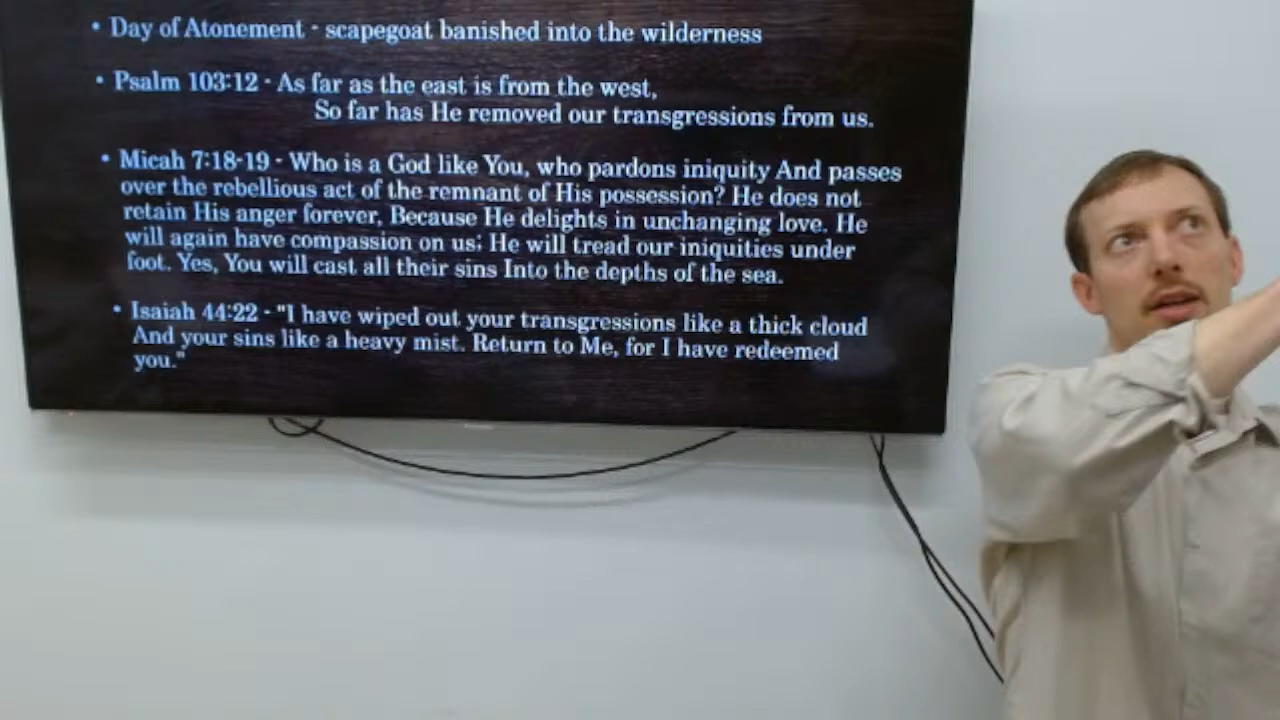 • Day of Atonement - scapegoat banished into the wilderness
• Psalm 103:12 - As far as the east is from the west,
So far has He removed our transgressions from us.
• Micah 7:18-19 - Who is a God like You, who pardons iniquity And passes
over the rebellious act of the remnant of His possession? He does not
retain His anger forever, Because He delights in unchanging love. He
will again have compassion on us; He will tread our iniquities under
foot. Yes, You will cast all their sins Into the depths of the sea.
• Isaiah 44:22 - "I have wiped out your transgressions like a thick cloud
And your sins like a heavy mist. Return to Me, for I have redeemed
you."